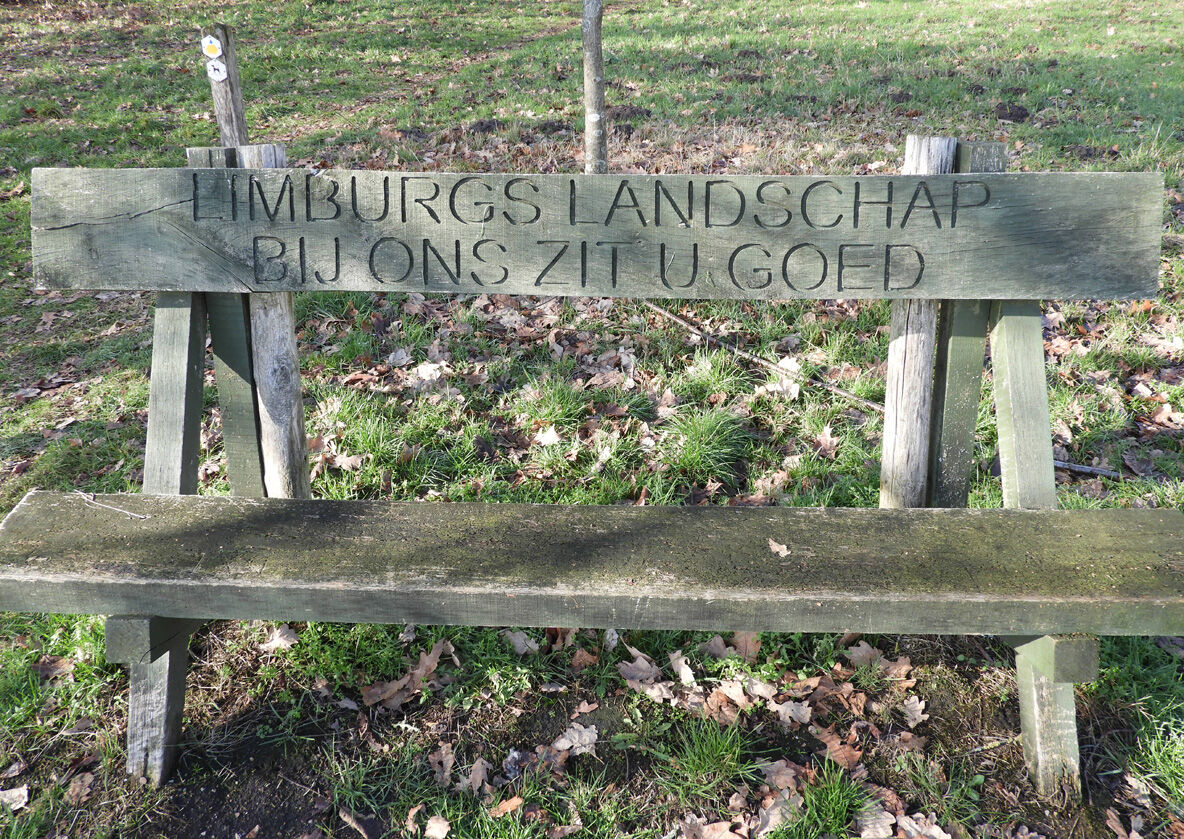 LIMBURGS LANDSCHAP
BIJ ONS ZIT U GOED